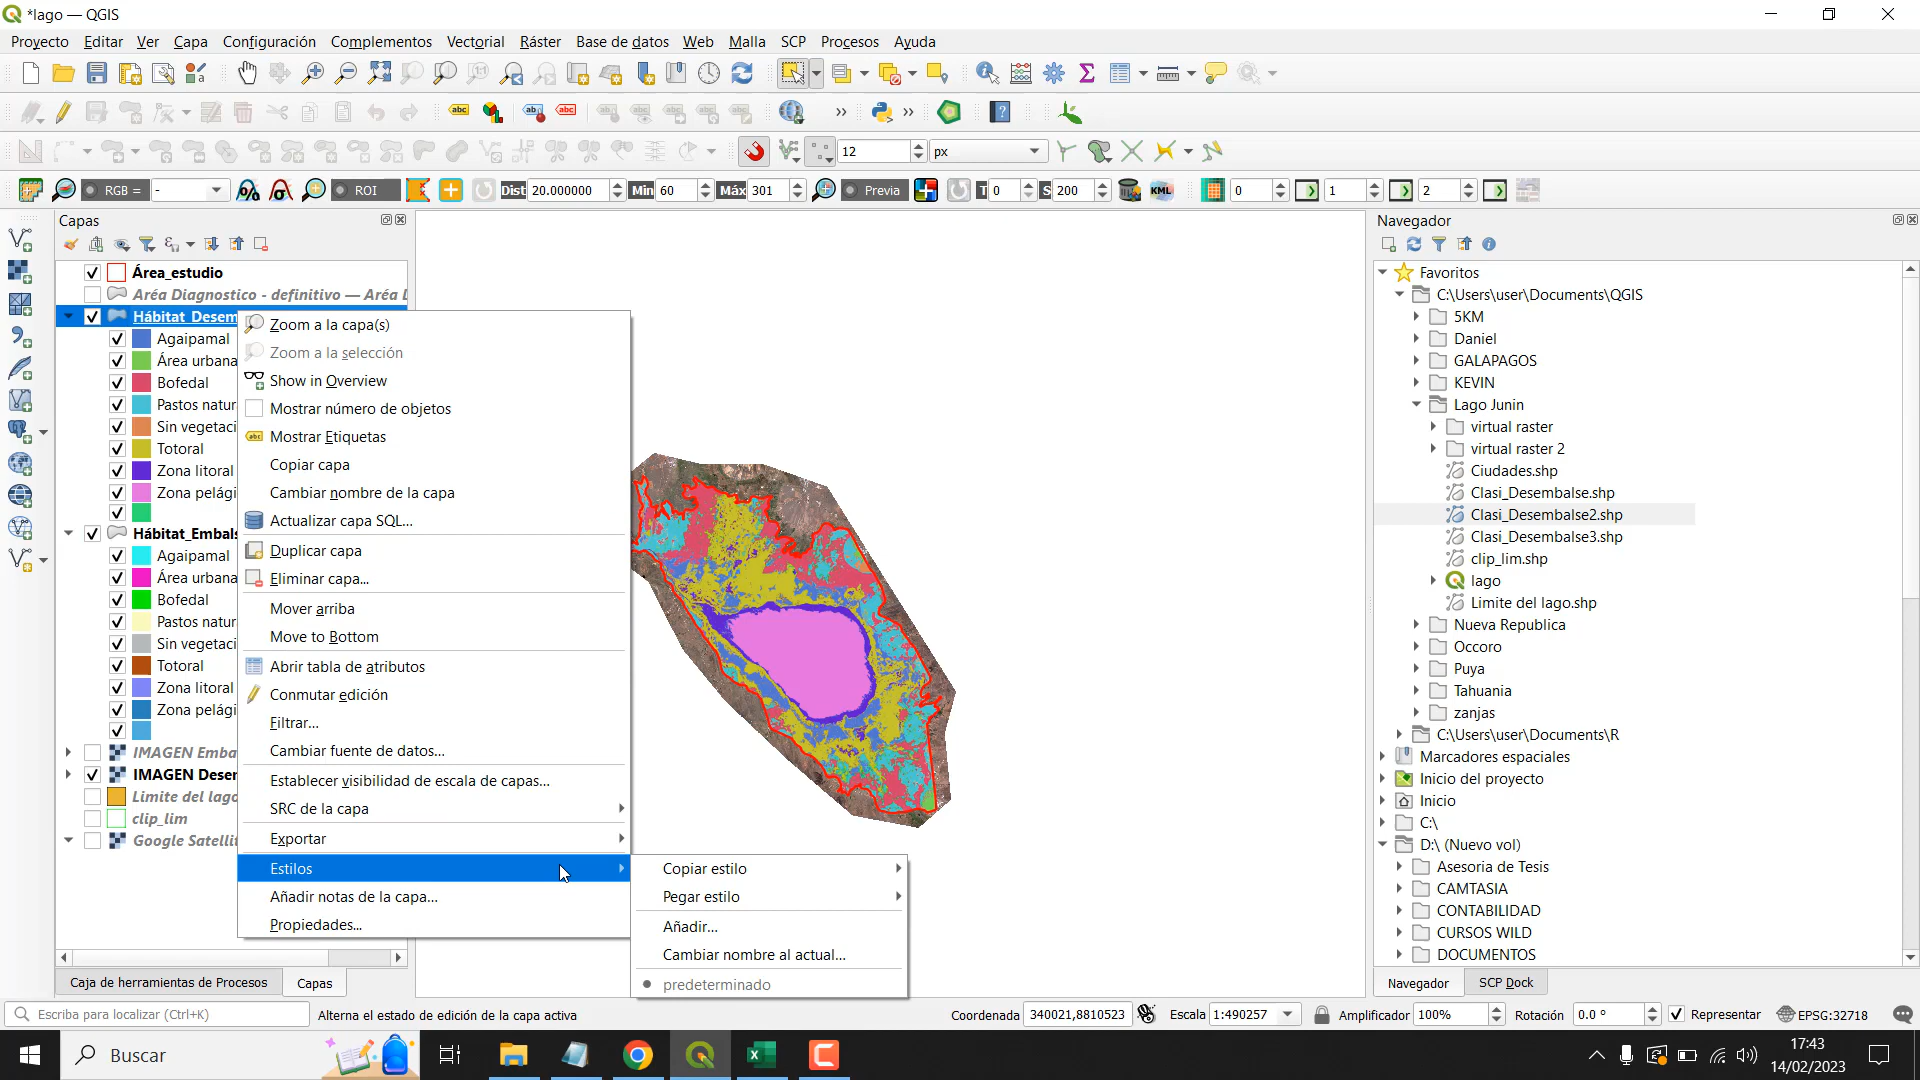 *lago — QGIS
Proyecto Editar Ver Capa Configuración Complementos Vectorial Ráster Base de datos Web Malla SCP Procesos Ayuda
abc abc abc
12 px
RGB = - ROI Dist 20.000000 Min 60 Máx 301 Previa T 0 S 200 KML 0 1 2
Capas
Área_estudio
Aréa Diagnostico - definitivo — Aréa
Hábitat_Desem
Agaipamal
Área urbana
Bofedal
Pastos natur
Sin vegetaci
Totoral
Zona litoral
Zona pelági
Hábitat_Embals
Agaipamal
Área urbana
Bofedal
Pastos natur
Sin vegetaci
Totoral
Zona litoral
Zona pelági
IMAGEN Emba
IMAGEN Deser
Limite del lago
clip_lim
Google Satellit
Zoom a la capa(s)
Zoom a la selección
Show in Overview
Mostrar número de objetos
abc Mostrar Etiquetas
Copiar capa
Cambiar nombre de la capa
Actualizar capa SQL...
Duplicar capa
Eliminar capa...
Mover arriba
Move to Bottom
Abrir tabla de atributos
Conmutar edición
Filtrar...
Cambiar fuente de datos...
Establecer visibilidad de escala de capas...
SRC de la capa
Exportar
Estilos
Añadir notas de la capa...
Propiedades...
Copiar estilo
Pegar estilo
Añadir...
Cambiar nombre al actual...
predeterminado
Navegador
Favoritos
C:\Users\user\Documents\QGIS
5KM
Daniel
GALAPAGOS
KEVIN
Lago Junin
virtual raster
virtual raster 2
Ciudades.shp
Clasi_Desembalse.shp
Clasi_Desembalse2.shp
Clasi_Desembalse3.shp
clip_lim.shp
lago
Limite del lago.shp
Nueva Republica
Occoro
Puya
Tahuania
zanjas
C:\Users\user\Documents\R
Marcadores espaciales
Inicio del proyecto
Inicio
C:\
D:\ (Nuevo vol)
Asesoria de Tesis
CAMTASIA
CONTABILIDAD
CURSOS WILD
DOCUMENTOS
Caja de herramientas de Procesos Capas
Navegador SCP Dock
Escriba para localizar (Ctrl+K) Alterna el estado de edición de la capa activa Coordenada 340021,8810523 Escala 1:490257 Amplificador 100% Rotación 0.0 ° Representar EPSG:32718
Buscar
17:43
14/02/2023